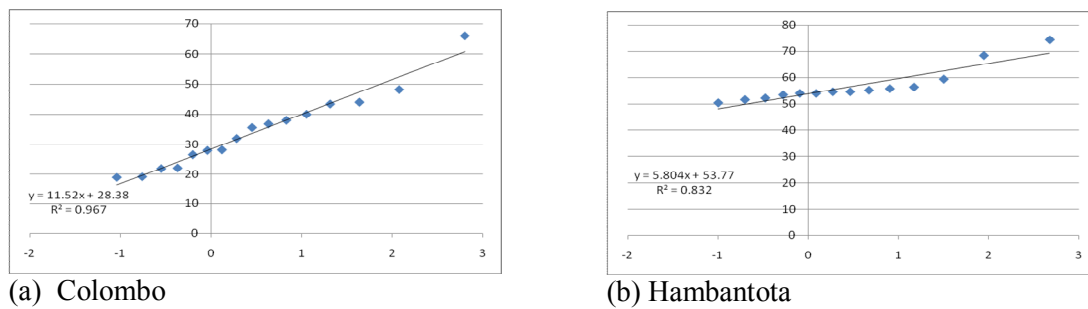 70
60
50
40
30
20
10
0
-2 -1 0 1 2 3
y = 11.52x + 28.38
R² = 0.967
(a) Colombo
80
70
60
50
40
30
20
10
0
-2 -1 0 1 2 3
y = 5.804x + 53.77
R² = 0.832
(b) Hambantota